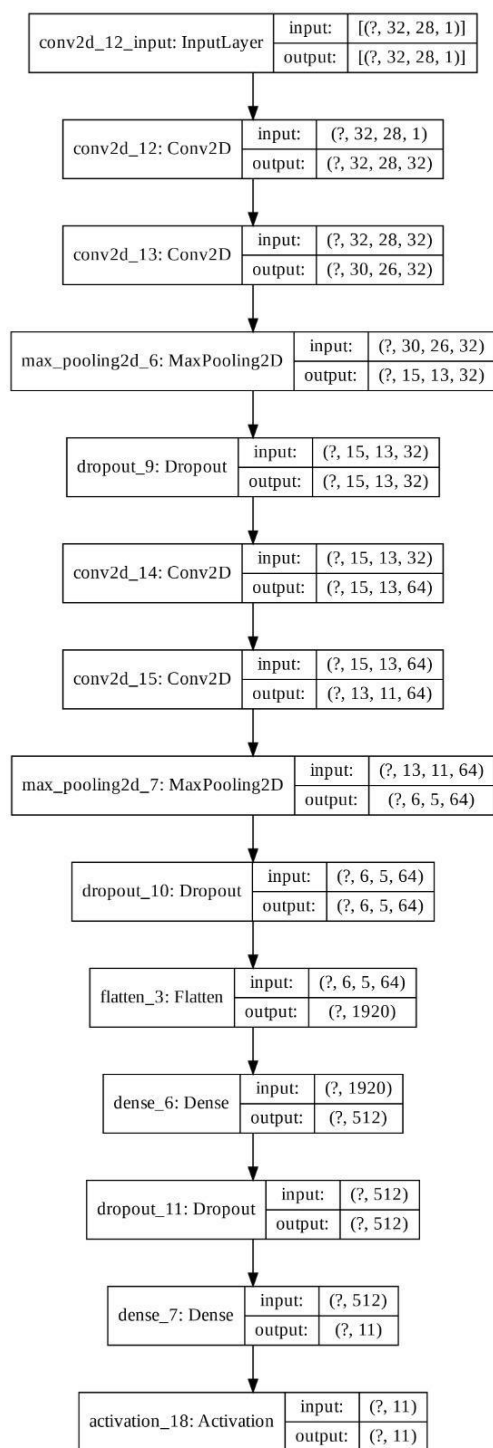 conv2d_12_input: InputLayer
input: [(?, 32, 28, 1)]
output: [(?, 32, 28, 1)]
conv2d_12: Conv2D
input: (?, 32, 28, 1)
output: (?, 32, 28, 32)
conv2d_13: Conv2D
input: (?, 32, 28, 32)
output: (?, 30, 26, 32)
max_pooling2d_6: MaxPooling2D
input: (?, 30, 26, 32)
output: (?, 15, 13, 32)
dropout_9: Dropout
input: (?, 15, 13, 32)
output: (?, 15, 13, 32)
conv2d_14: Conv2D
input: (?, 15, 13, 32)
output: (?, 15, 13, 64)
conv2d_15: Conv2D
input: (?, 15, 13, 64)
output: (?, 13, 11, 64)
max_pooling2d_7: MaxPooling2D
input: (?, 13, 11, 64)
output: (?, 6, 5, 64)
dropout_10: Dropout
input: (?, 6, 5, 64)
output: (?, 6, 5, 64)
flatten_3: Flatten
input: (?, 6, 5, 64)
output: (?, 1920)
dense_6: Dense
input: (?, 1920)
output: (?, 512)
dropout_11: Dropout
input: (?, 512)
output: (?, 512)
dense_7: Dense
input: (?, 512)
output: (?, 11)
activation_18: Activation
input: (?, 11)
output: (?, 11)